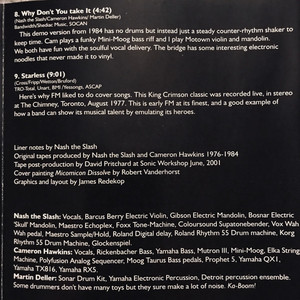 8. Why Don't You Take It (4:42)
(Nash the Slash/Cameron Hawkins/ Martin Deller)
Bandwidth/Shellac Music, SOCAN
This demo version from 1984 has no drums but instead just a steady counter-rhythm shaker to
keep tempo. Cam plays a funky Mini-Moog bass riff and I play Motown violin and mandolin.
We both have fun with the soulful vocal delivery. The bridge has some interesting electronic
noodles that never made it to vinyl.
9. Starless (9:01)
(Cross/Fripp/Wetton/Bruford)
TRO-Total. Unart, BMI /Tessongs, ASCAP
Here's why FM liked to do cover songs. This King Crimson classic was recorded live, in stereo
at The Chimney, Toronto, August 1977. This is early FM at its finest, and a good example of
how a band can show its musical talent by emulating its heroes.
Liner notes by Nash the Slash
Original tapes produced by Nash the Slash and Cameron Hawkins 1976-1984
Tape post-production by David Pritchard at Sonic Workshop June, 2001
Cover painting Micomicon Dissolve by Robert Vanderhorst
Graphics and layout by James Redekop
Nash the Slash: Vocals, Barcus Berry Electric Violin, Gibson Electric Mandolin, Bosnar Electric
'Skull' Mandolin, Maestro Echoplex, Foxx Tone-Machine, Colorsound Supatonebender, Vox Wah
Wah pedal, Maestro Sample/Hold, Roland Digital delay, Roland Rhythm 55 Drum machine, Korg
Rhythm 55 Drum Machine, Glockenspiel.
Cameron Hawkins: Vocals, Rickenbacker Bass, Yamaha Bass, Mutron III, Mini-Moog, Elka String
Machine, Polyfusion Analog Sequencer, Moog Taurus Bass pedals, Prophet 5, Yamaha QX1,
Yamaha TX816, Yamaha RX5.
Martin Deller: Sonar Drum Kit, Yamaha Electronic Percussion, Detroit percussion ensemble.
Some drummers don't have many toys but they sure make a lot of noise. Ka-Boom!